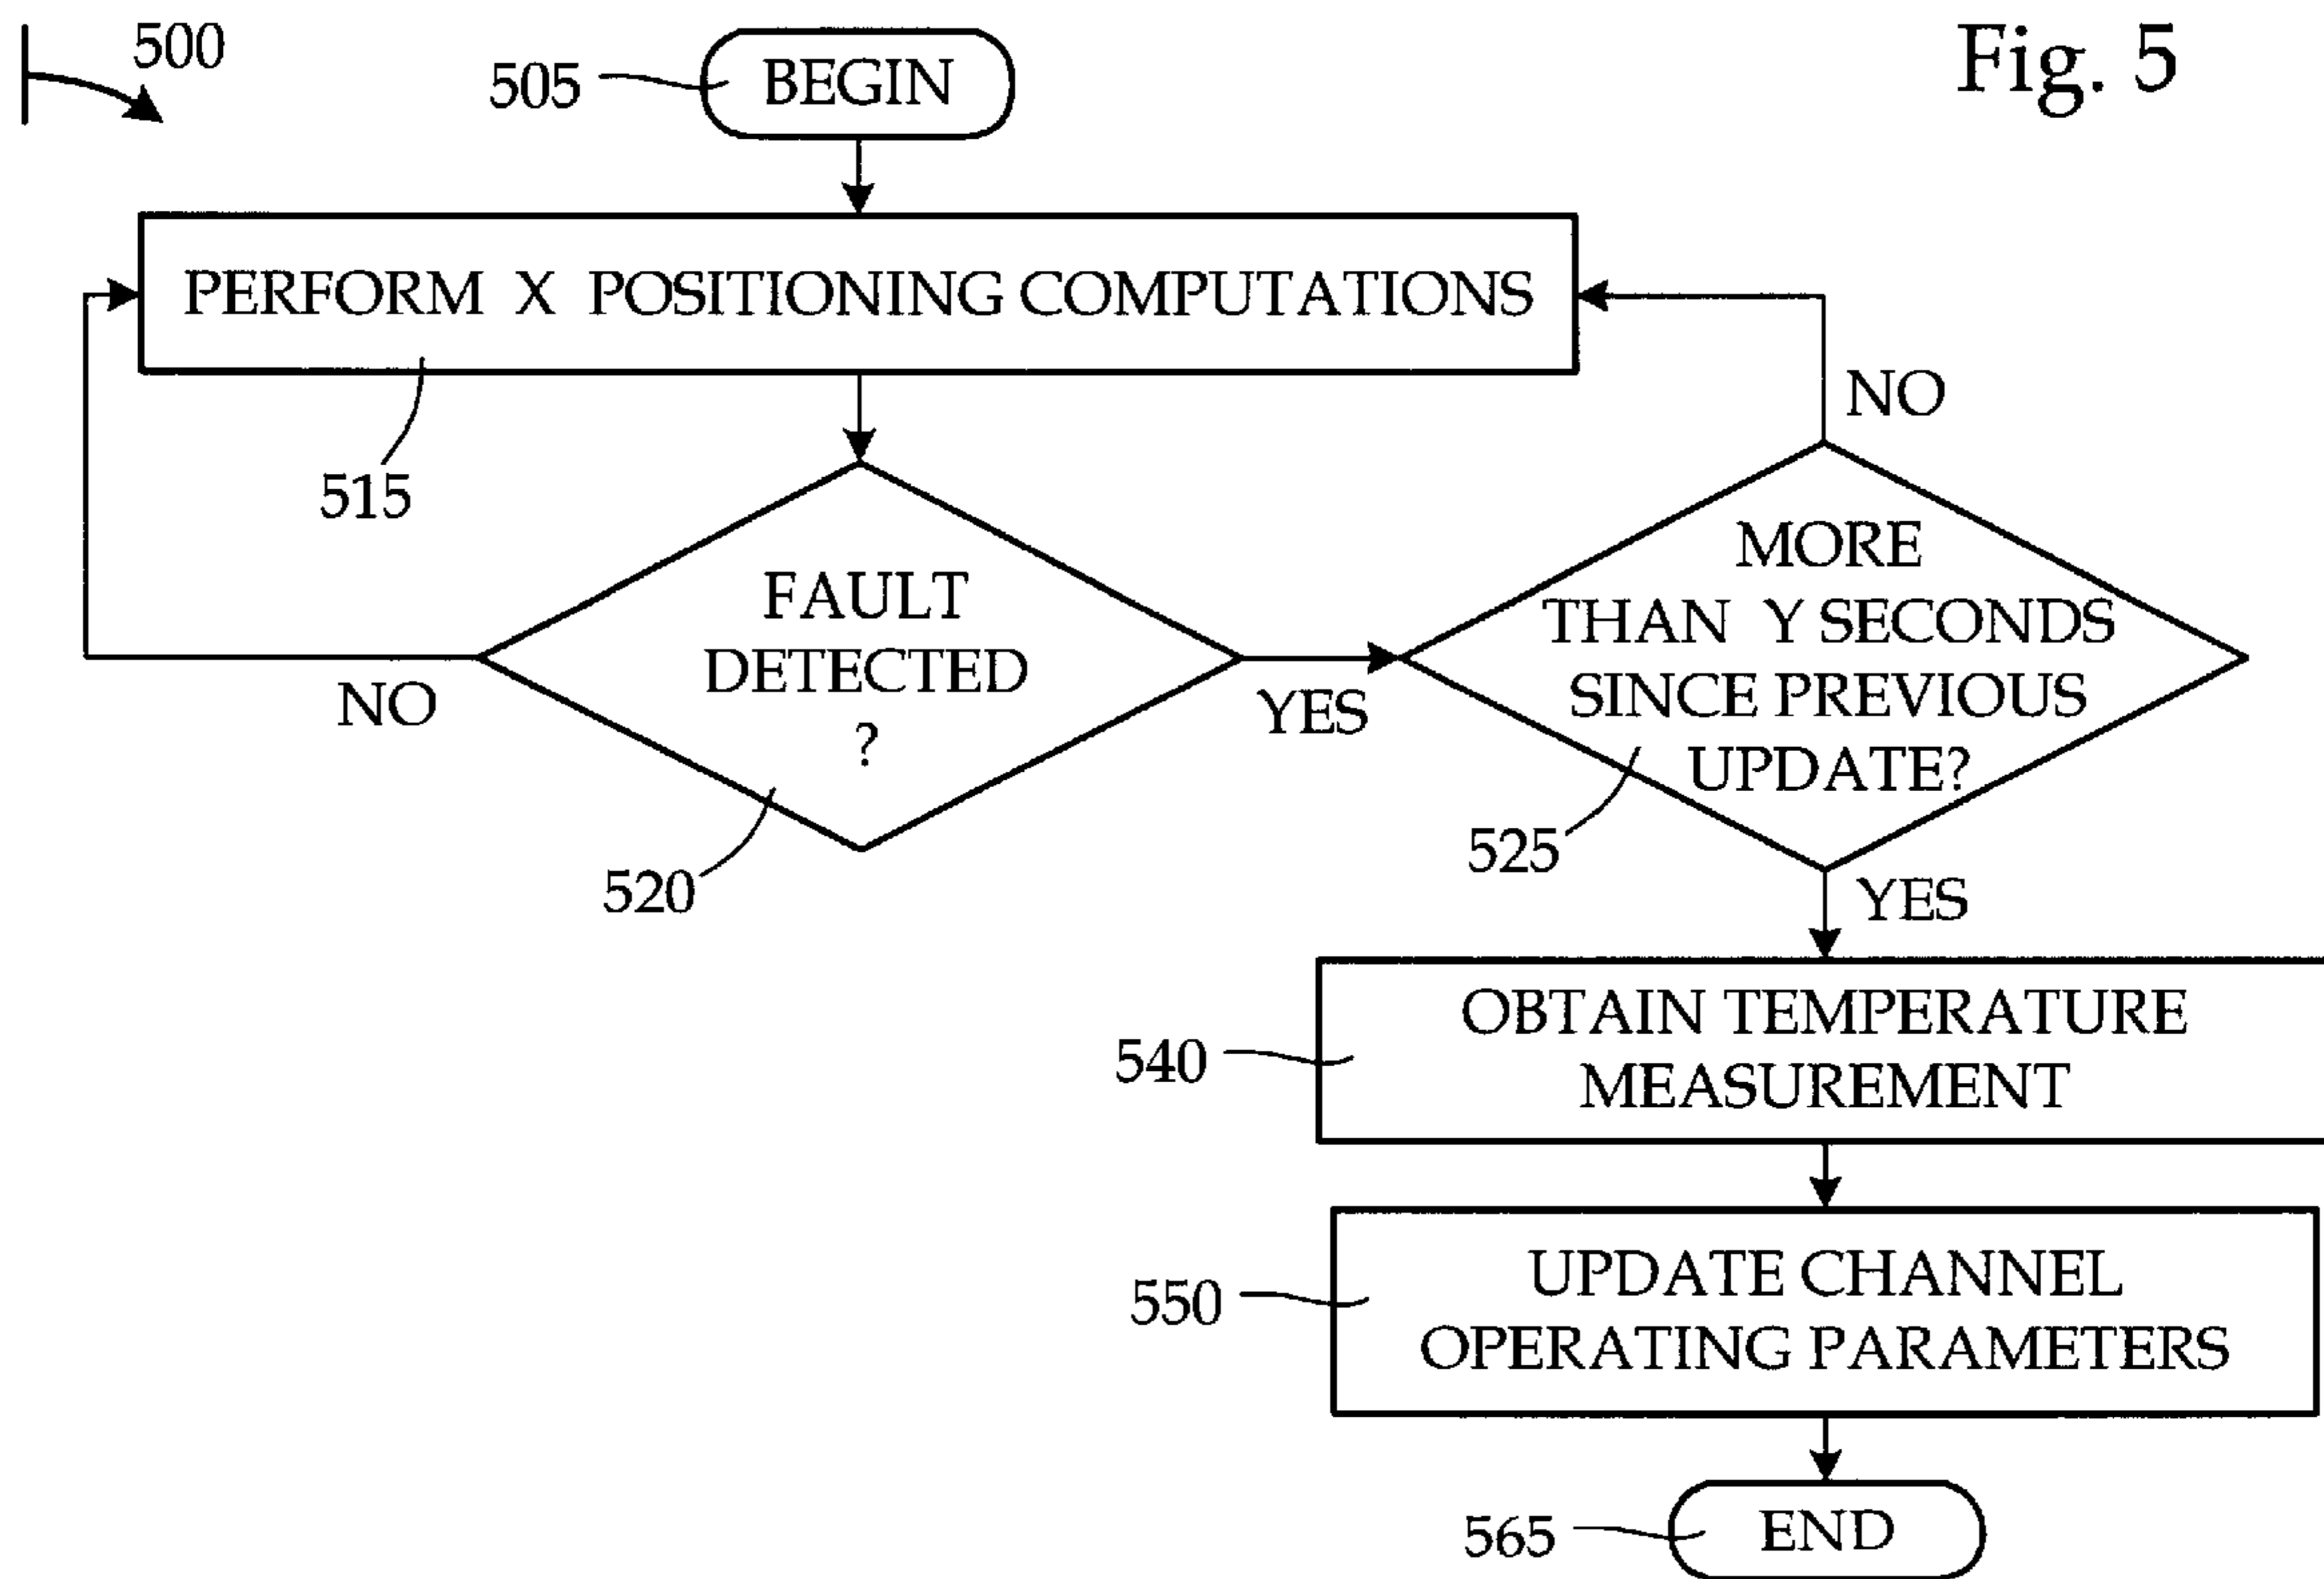 500
505
BEGIN
Fig. 5
PERFORM X POSITIONING COMPUTATIONS
515
NO
FAULT
DETECTED
?
NO
YES
520
MORE
THAN Y SECONDS
SINCE PREVIOUS
UPDATE?
525
YES
540
OBTAIN TEMPERATURE
MEASUREMENT
550
UPDATE CHANNEL
OPERATING PARAMETERS
565
END